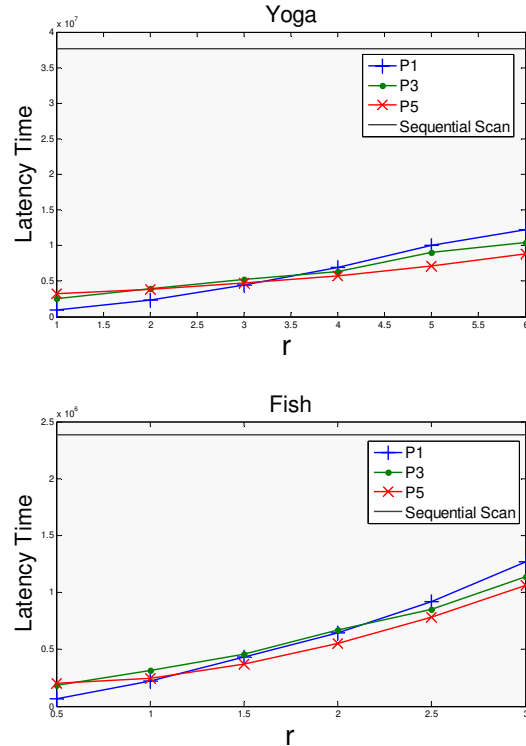 Yoga
x 10^7
4
3.5
3
2.5
2
1.5
1
0.5
0
1 1.5 2 2.5 3 3.5 4 4.5 5 5.5 6
Latency Time
r
P1
P3
P5
Sequential Scan
Fish
x 10^6
2.5
2
1.5
1
0.5
0
0.5 1 1.5 2 2.5 3
Latency Time
r
P1
P3
P5
Sequential Scan